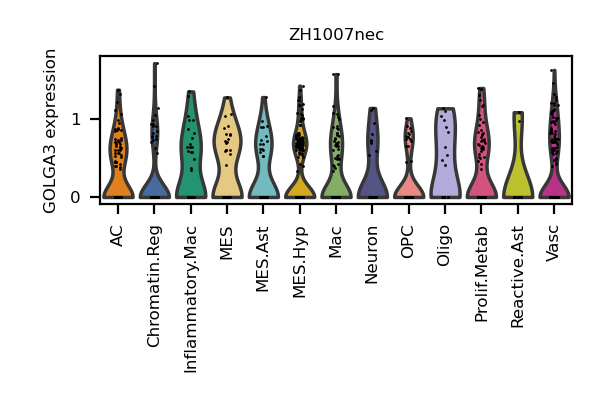 ZH1007nec
GOLGA3 expression
1
0
AC
Chromatin.Reg
Inflammatory.Mac
MES
MES.Ast
MES.Hyp
Mac
Neuron
OPC
Oligo
Prolif.Metab
Reactive.Ast
Vasc